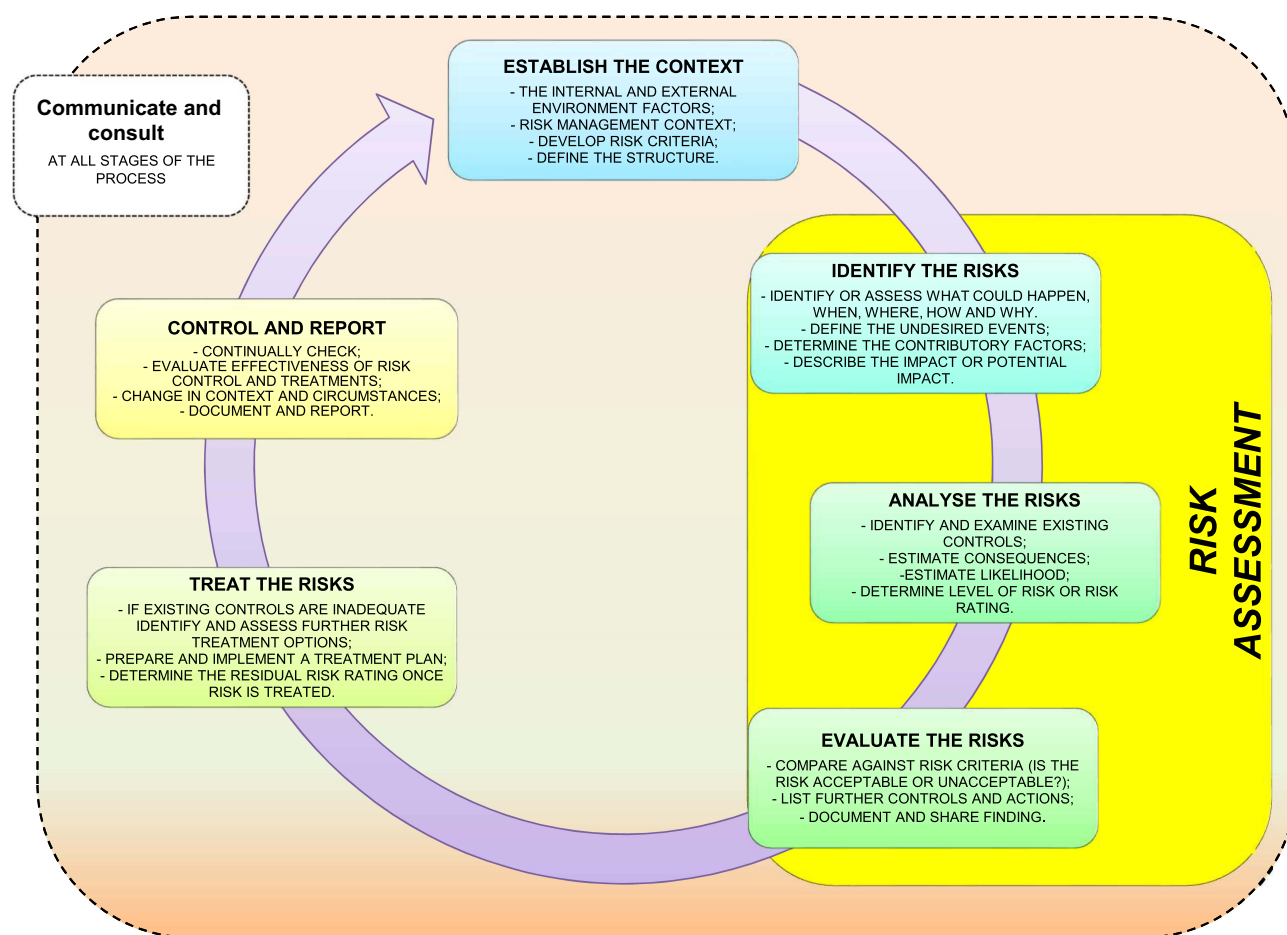 Communicate and
consult
AT ALL STAGES OF THE
PROCESS
ESTABLISH THE CONTEXT
- THE INTERNAL AND EXTERNAL
ENVIRONMENT FACTORS;
- RISK MANAGEMENT CONTEXT;
- DEVELOP RISK CRITERIA;
- DEFINE THE STRUCTURE.
IDENTIFY THE RISKS
- IDENTIFY OR ASSESS WHAT COULD HAPPEN,
WHEN, WHERE, HOW AND WHY.
- DEFINE THE UNDESIRED EVENTS;
- DETERMINE THE CONTRIBUTORY FACTORS;
- DESCRIBE THE IMPACT OR POTENTIAL
IMPACT.
ANALYSE THE RISKS
- IDENTIFY AND EXAMINE EXISTING
CONTROLS;
- ESTIMATE CONSEQUENCES;
-ESTIMATE LIKELIHOOD;
- DETERMINE LEVEL OF RISK OR RISK
RATING.
EVALUATE THE RISKS
- COMPARE AGAINST RISK CRITERIA (IS THE
RISK ACCEPTABLE OR UNACCEPTABLE?);
- LIST FURTHER CONTROLS AND ACTIONS;
- DOCUMENT AND SHARE FINDING.
RISK
ASSESSMENT
TREAT THE RISKS
- IF EXISTING CONTROLS ARE INADEQUATE
IDENTIFY AND ASSESS FURTHER RISK
TREATMENT OPTIONS;
- PREPARE AND IMPLEMENT A TREATMENT PLAN;
- DETERMINE THE RESIDUAL RISK RATING ONCE
RISK IS TREATED.
CONTROL AND REPORT
- CONTINUALLY CHECK;
- EVALUATE EFFECTIVENESS OF RISK
CONTROL AND TREATMENTS;
- CHANGE IN CONTEXT AND CIRCUMSTANCES;
- DOCUMENT AND REPORT.